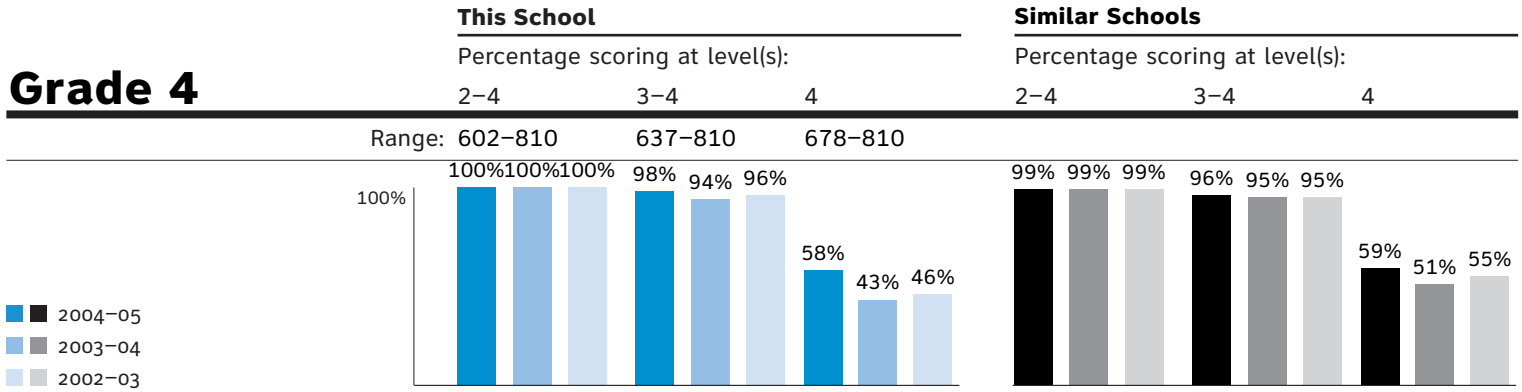 This School Similar Schools
Percentage scoring at level(s): Percentage scoring at level(s):
Grade 4 2–4 3–4 4 2–4 3–4 4
Range: 602–810 637–810 678–810
100% 100% 100% 98% 94% 96% 58% 43% 46% 99% 99% 99% 96% 95% 95% 59% 51% 55%
100%
2004–05
2003–04
2002–03